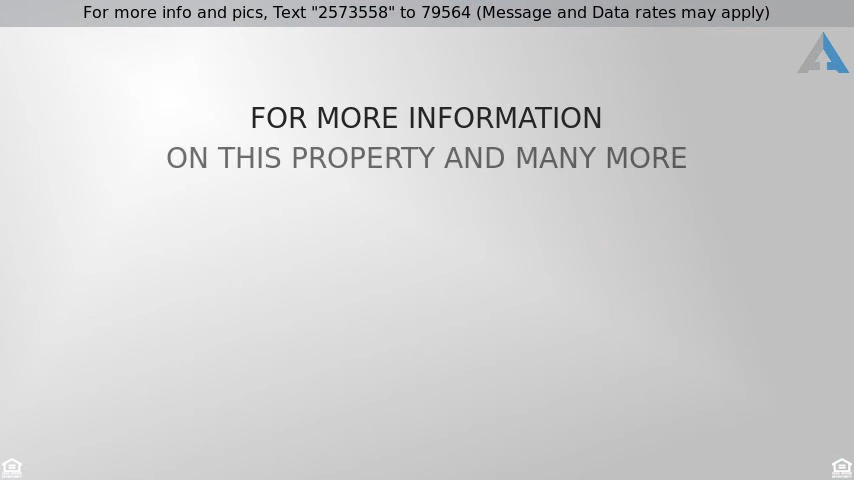 For more info and pics, Text "2573558" to 79564 (Message and Data rates may apply)
FOR MORE INFORMATION
ON THIS PROPERTY AND MANY MORE